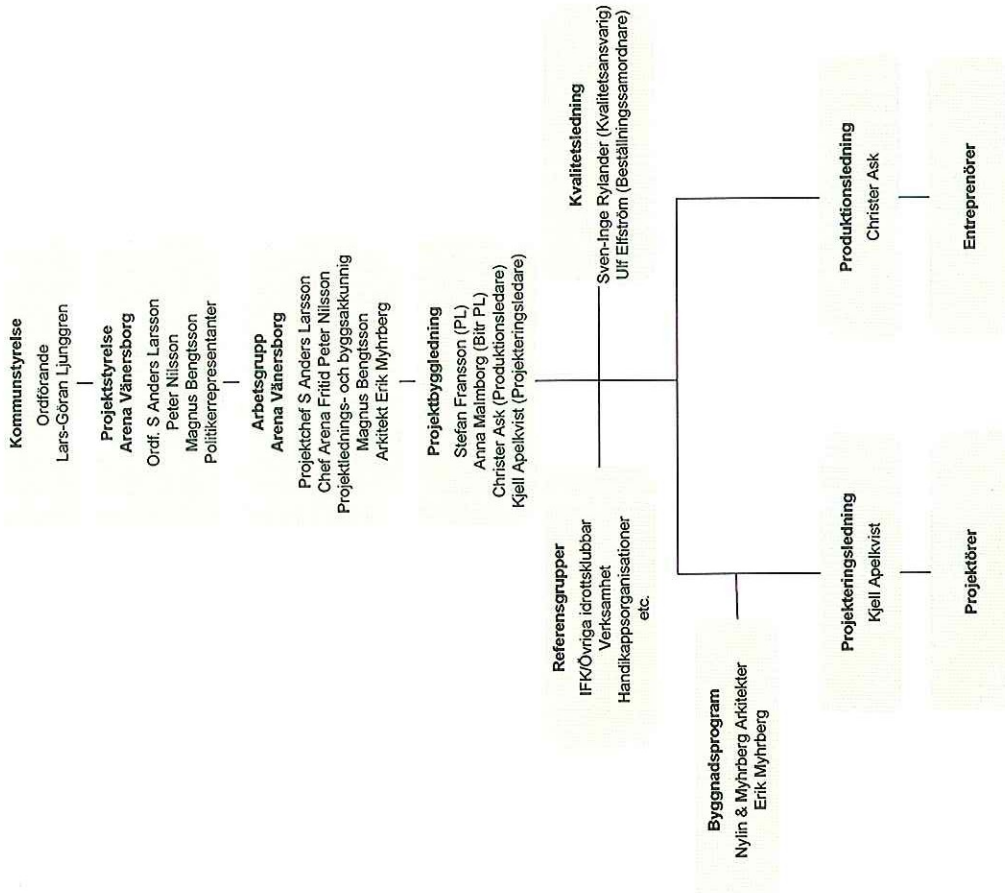 Kommunstyrelse
Ordförande
Lars-Göran Ljunggren
Projektstyrelse
Arena Vänersborg
Ordf. S Anders Larsson
Peter Nilsson
Magnus Bengtsson
Politikerrepresentanter
Arbetsgrupp
Arena Vänersborg
Projektchef S Anders Larsson
Chef Arena Fritid Peter Nilsson
Projektlednings- och byggsakkunnig
Magnus Bengtsson
Arkitekt Erik Myhrberg
Projektbyggledning
Stefan Fransson (PL)
Anna Malmborg (Bitr PL)
Christer Ask (Produktionsledare)
Kjell Apelkvist (Projekteringsledare)
Referensgrupper
IFK/Övriga idrottsklubbar
Verksamhet
Handikappsorganisationer
etc.
Kvalitetsledning
Sven-Inge Rylander (Kvalitetsansvarig)
Ulf Elfström (Beställningssamordnare)
Byggnadsprogram
Nylin & Myhrberg Arkitekter
Erik Myhrberg
Projekteringsledning
Kjell Apelkvist
Produktionsledning
Christer Ask
Projektörer
Entreprenörer